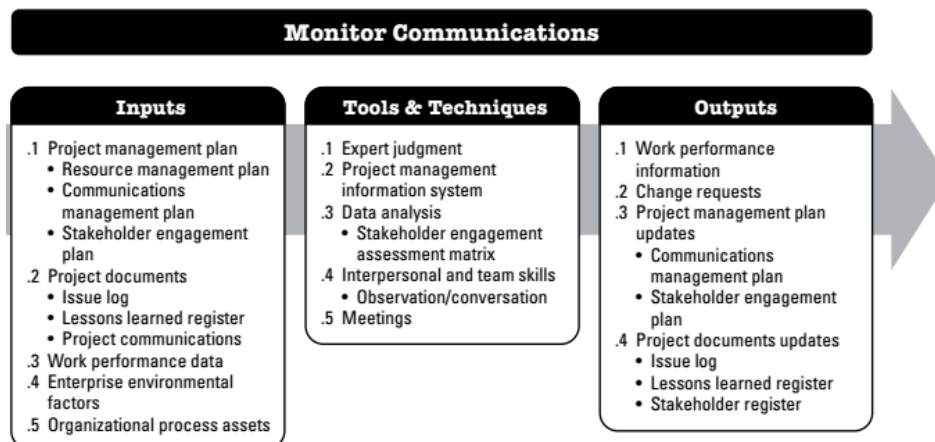 Monitor Communications
Inputs
.1 Project management plan
• Resource management plan
• Communications
management plan
• Stakeholder engagement
plan
.2 Project documents
• Issue log
• Lessons learned register
• Project communications
.3 Work performance data
.4 Enterprise environmental
factors
.5 Organizational process assets
Tools & Techniques
.1 Expert judgment
.2 Project management
information system
.3 Data analysis
• Stakeholder engagement
assessment matrix
.4 Interpersonal and team skills
• Observation/conversation
.5 Meetings
Outputs
.1 Work performance
information
.2 Change requests
.3 Project management plan
updates
• Communications
management plan
• Stakeholder engagement
plan
.4 Project documents updates
• Issue log
• Lessons learned register
• Stakeholder register